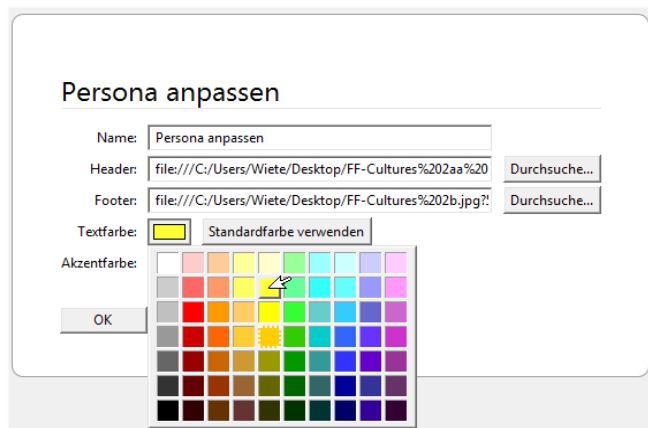 Persona anpassen
Name: Persona anpassen
Header: file:///C:/Users/Wiete/Desktop/FF-Cultures%202aa%20 Durchsuche...
Footer: file:///C:/Users/Wiete/Desktop/FF-Cultures%202b.jpg? Durchsuche...
Textfarbe: Standardfarbe verwenden
Akzentfarbe:
OK